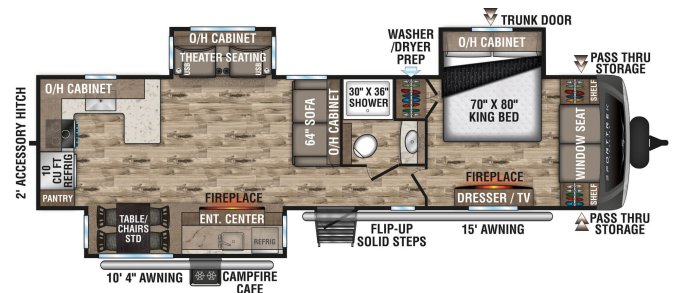 TRUNK DOOR
O/H CABINET
THEATER SEATING
USB
USB
WASHER
/DRYER
PREP
O/H CABINET
PASS THRU
STORAGE
2' ACCESSORY HITCH
O/H CABINET
64" SOFA
O/H CABINET
30" X 36"
SHOWER
70" X 80"
KING BED
SHELF
WINDOW SEAT
SPORTTREK
10
CU FT
REFRIG
PANTRY
FIREPLACE
FIREPLACE
DRESSER / TV
SHELF
TABLE/
CHAIRS
STD
ENT. CENTER
REFRIG
FLIP-UP
SOLID STEPS
15' AWNING
PASS THRU
STORAGE
10' 4" AWNING
CAMPFIRE
CAFE